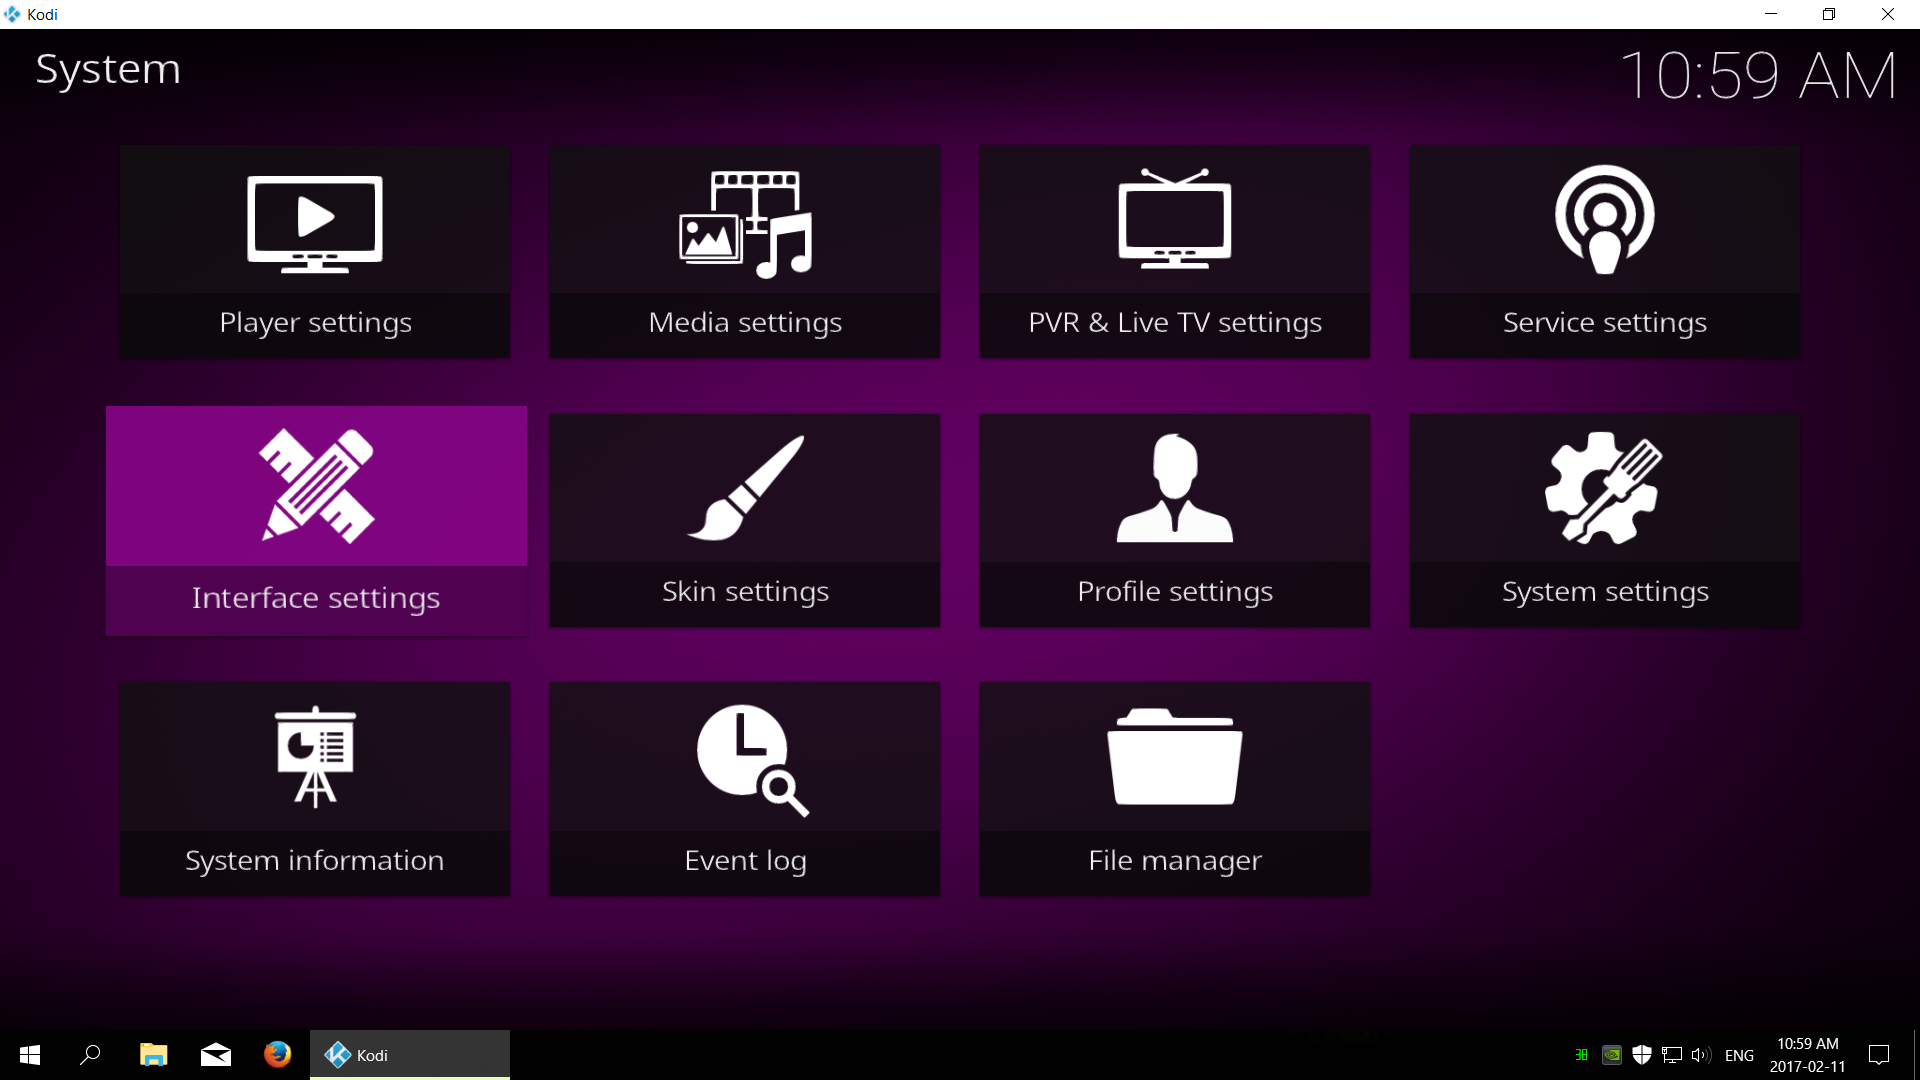 Kodi
System
10:59 AM
Player settings
Media settings
PVR & Live TV settings
Service settings
Interface settings
Skin settings
Profile settings
System settings
System information
Event log
File manager
Kodi
ENG
10:59 AM
2017-02-11